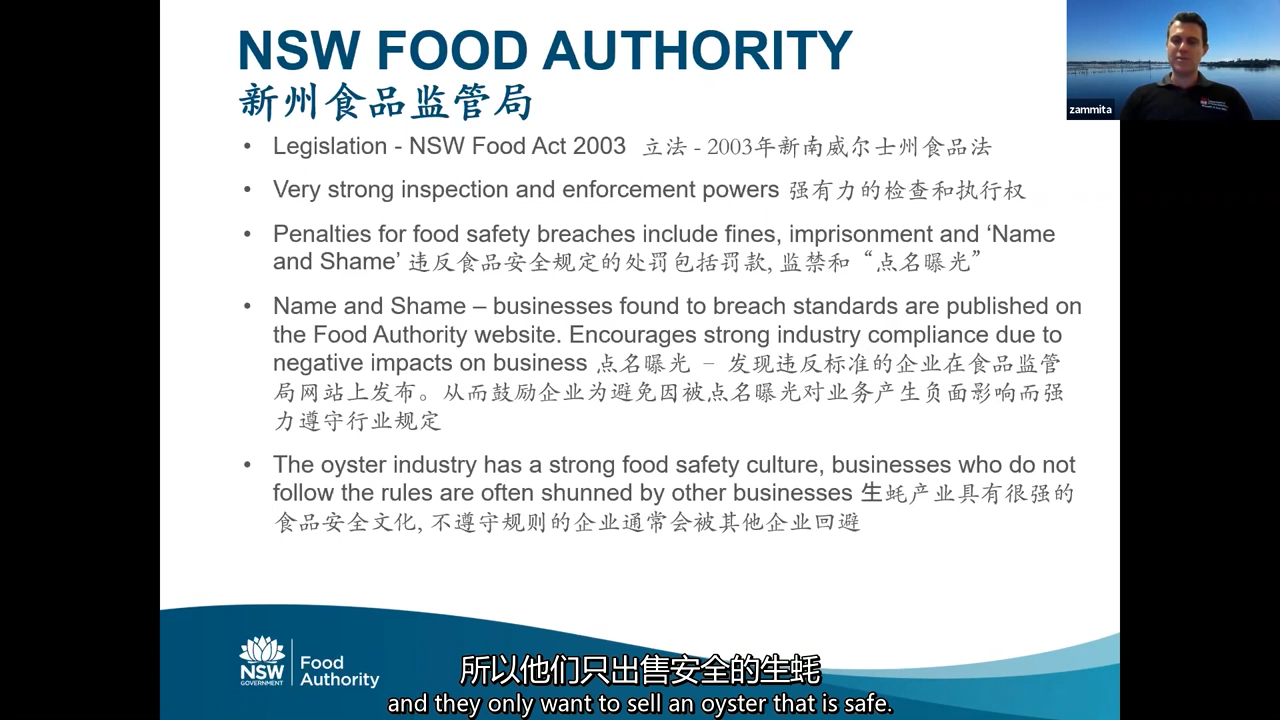 NSW FOOD AUTHORITY
新州食品监管局
• Legislation - NSW Food Act 2003 立法 - 2003年新南威尔士州食品法
• Very strong inspection and enforcement powers 强有力的检查和执行权
• Penalties for food safety breaches include fines, imprisonment and ‘Name
and Shame’ 违反食品安全规定的处罚包括罚款, 监禁和“点名曝光”
• Name and Shame – businesses found to breach standards are published on
the Food Authority website. Encourages strong industry compliance due to
negative impacts on business 点名曝光 – 发现违反标准的企业在食品监管
局网站上发布。从而鼓励企业为避免因被点名曝光对业务产生负面影响而强
力遵守行业规定
• The oyster industry has a strong food safety culture, businesses who do not
follow the rules are often shunned by other businesses 生蚝产业具有很强的
食品安全文化, 不遵守规则的企业通常会被其他企业回避
zammita
NSW
GOVERNMENT
Food
Authority
所以他们只出售安全的生蚝
and they only want to sell an oyster that is safe.